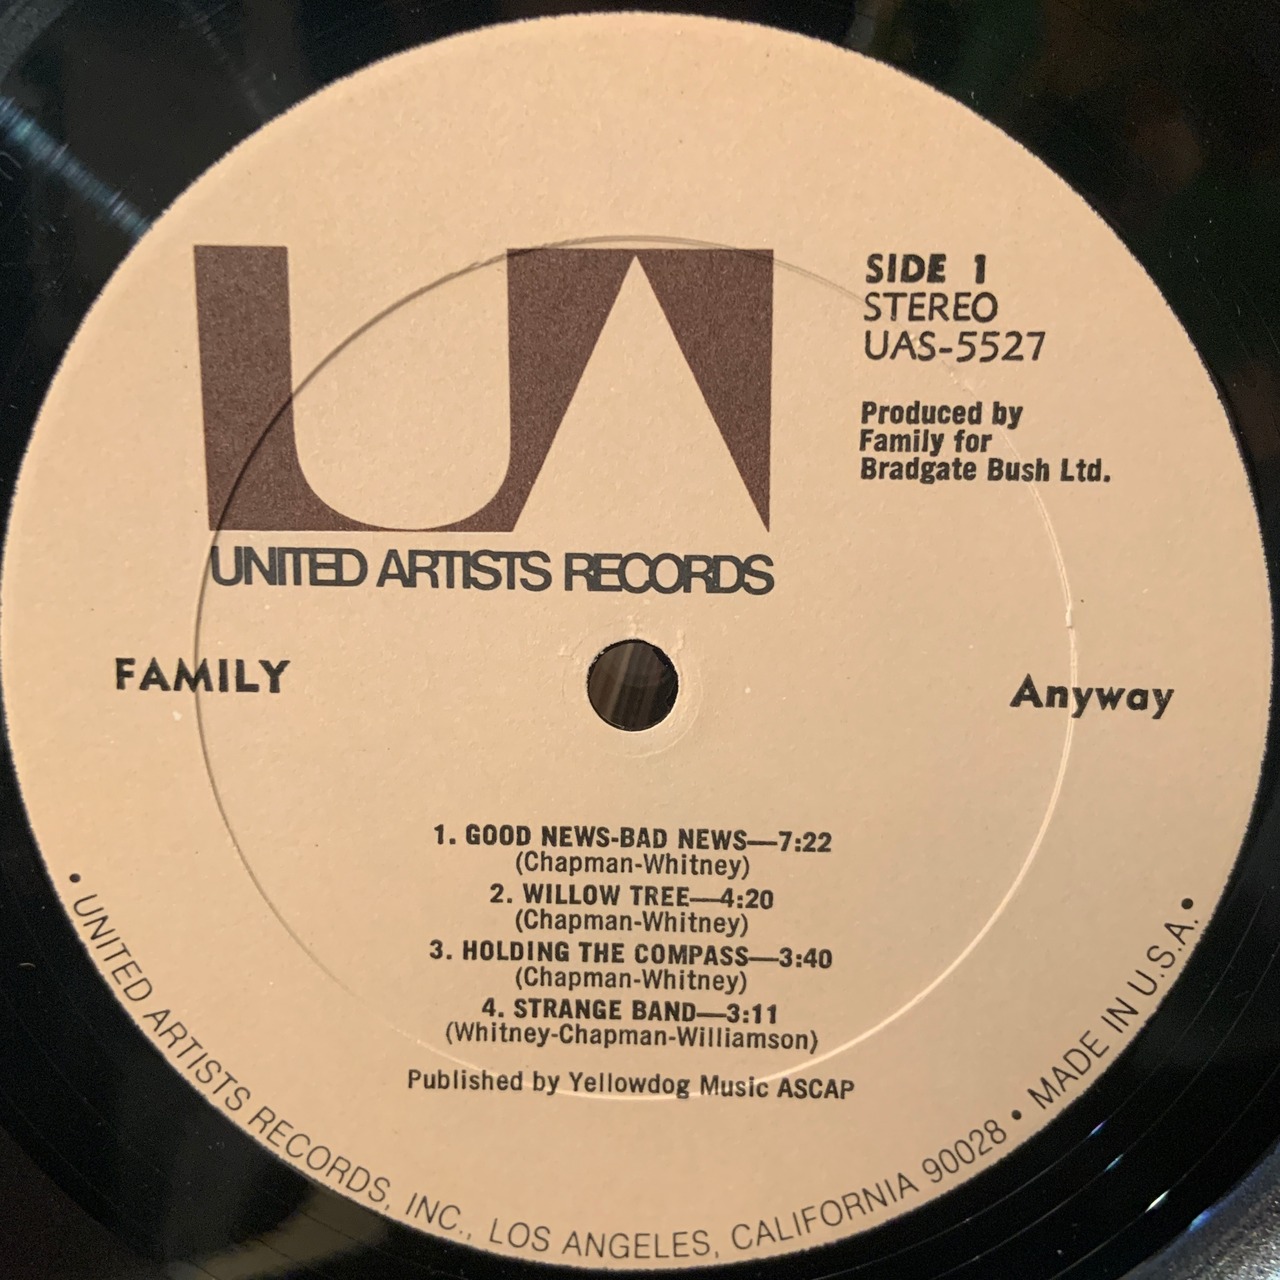 UA
SIDE 1
STEREO
UAS-5527
Produced by
Family for
Bradgate Bush Ltd.
UNITED ARTISTS RECORDS
FAMILY
Anyway
1. GOOD NEWS-BAD NEWS—7:22
(Chapman-Whitney)
2. WILLOW TREE—4:20
(Chapman-Whitney)
3. HOLDING THE COMPASS—3:40
(Chapman-Whitney)
4. STRANGE BAND—3:11
(Whitney-Chapman-Williamson)
Published by Yellowdog Music ASCAP
• UNITED ARTISTS RECORDS, INC., LOS ANGELES, CALIFORNIA 90028 • MADE IN U.S.A. •